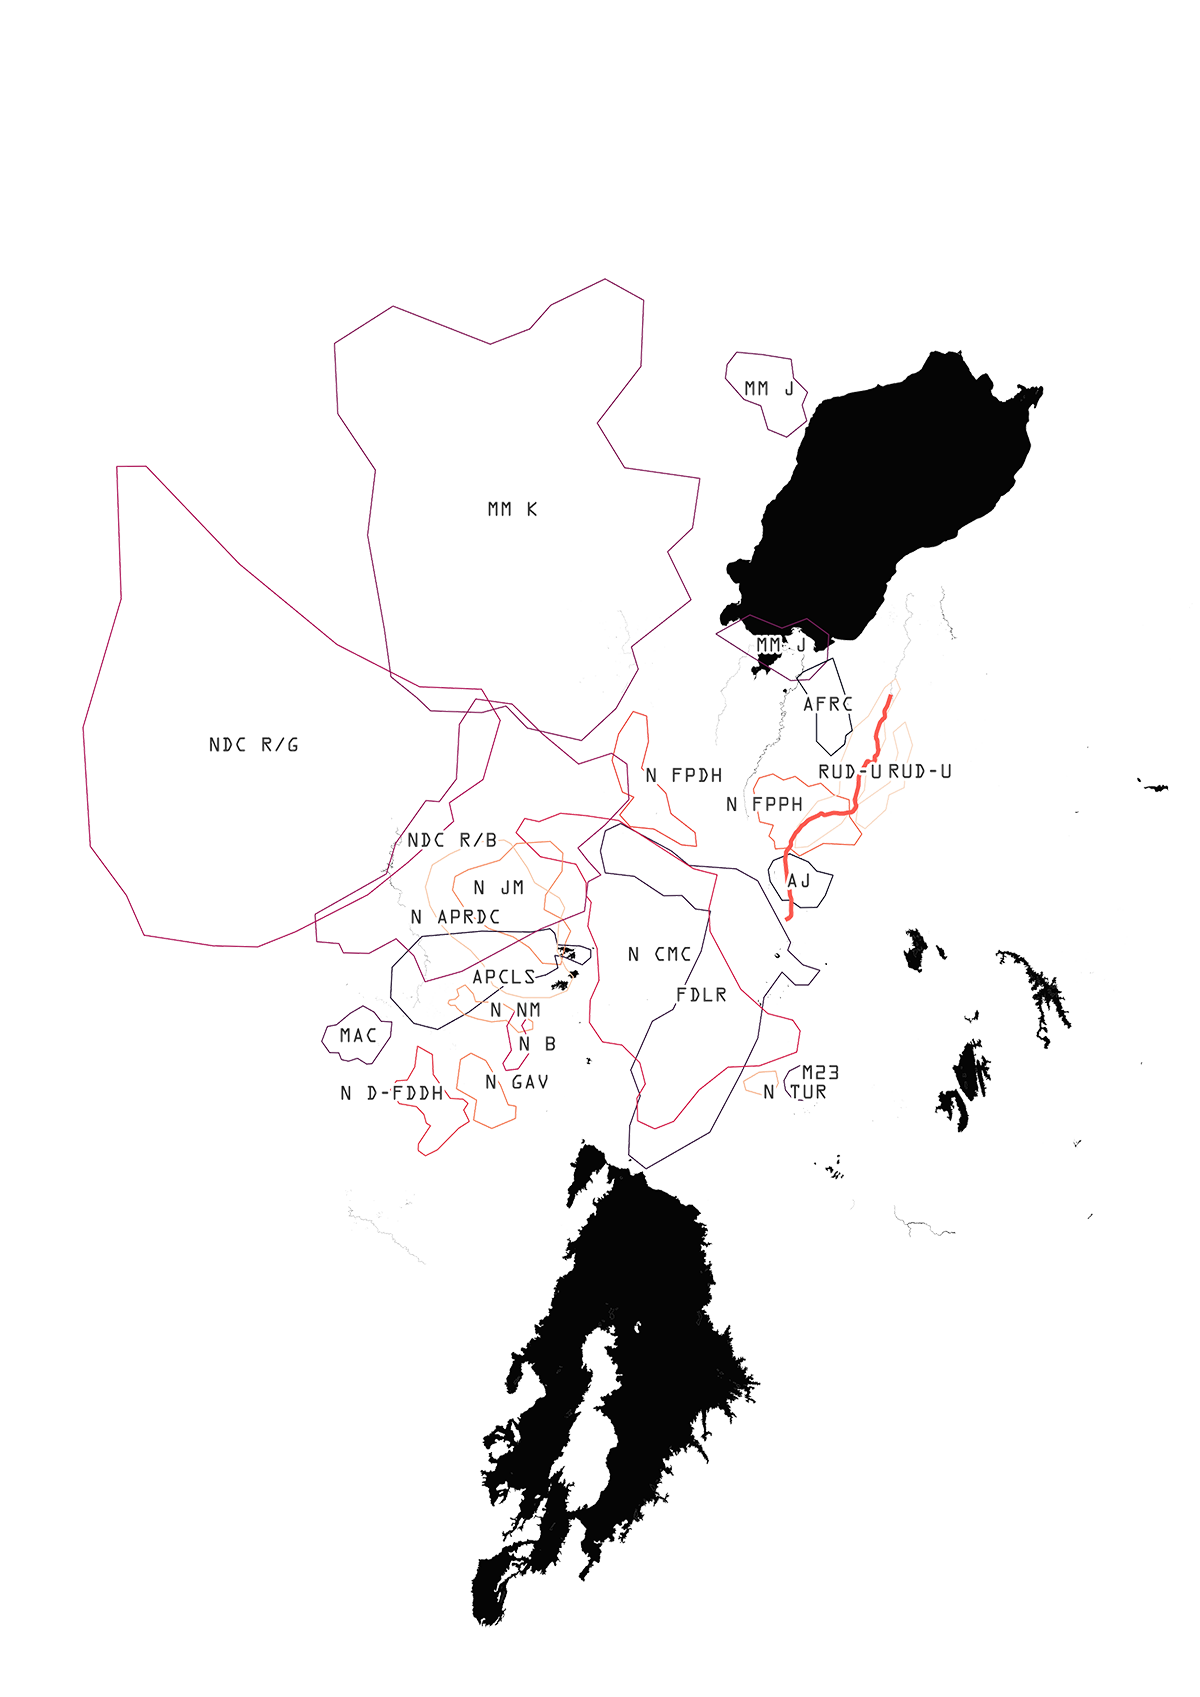 MM J
MM K
MM J
AFRC
NDC R/G
RUD-U RUD-U
N FPDH
N FPPH
NDC R/B
N JM
AJ
N APRDC
N CMC
APCLS
FDLR
N NM
MAC
N B
M23
N GAV
N D-FDDH
N TUR